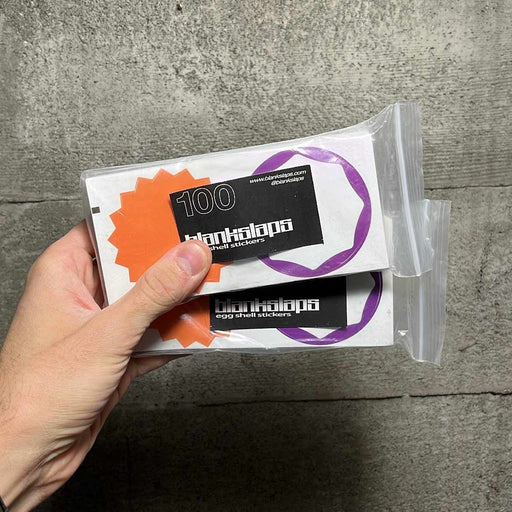 100
www.blankslaps.com
@blankslaps
blankslaps
shell stickers
blankslaps
egg shell stickers